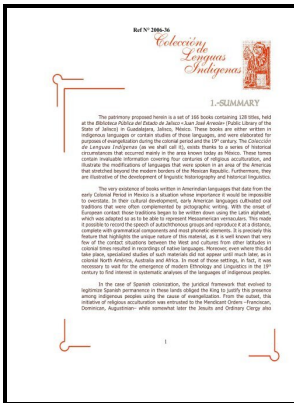 Ref N° 2006-36
Colección
de
Lenguas
Indígenas
1.-SUMMARY
The patrimony proposed herein is a set of 166 books containing 128 titles, held
at the Biblioteca Pública del Estado de Jalisco «Juan José Arreola» (Public Library of the
State of Jalisco) in Guadalajara, Jalisco, México. These books are either written in
indigenous languages or contain studies of those languages, and were elaborated for
purposes of evangelization during the colonial period and the 19th century. The Colección
de Lenguas Indígenas (as we shall call it), exists thanks to a series of historical
circumstances that occurred mainly in the area known today as México. These tomes
contain invaluable information covering four centuries of religious acculturation, and
illustrate the modifications of languages that were spoken in an area of the Americas
that stretched beyond the modern borders of the Mexican Republic. Furthermore, they
are illustrative of the development of linguistic historiography and historical linguistics.
The very existence of books written in Amerindian languages that date from the
early Colonial Period in Mexico is a situation whose importance it would be impossible
to overstate. In their cultural development, early American languages cultivated oral
traditions that were often complemented by pictographic writing. With the onset of
European contact those languages began to be written down using the Latin alphabet,
which was adapted so as to be able to represent Mesoamerican vernaculars. This made
it possible to record the speech of autochthonous groups and reproduce it at a distance,
complete with grammatical components and most phonetic elements. It is precisely this
feature that highlights the unique nature of this material, as it is well known that very
few of the contact situations between the West and cultures from other latitudes in
colonial times resulted in recordings of native languages. Moreover, even where this did
take place, specialized studies of such materials did not appear until much later, as in
colonial North América, Australia and Africa. In most of those settings, in fact, it was
necessary to wait for the emergence of modern Ethnology and Linguistics in the 19th
century to find interest in systematic analyses of the languages of indigenous peoples.
In the case of Spanish colonization, the juridical framework that evolved to
legitimize Spanish permanence in these lands obliged the King to justify this presence
among indigenous peoples using the cause of evangelization. From the outset, this
initiative of religious acculturation was entrusted to the Mendicant Orders –Franciscan,
Dominican, Augustinian– while somewhat later the Jesuits and Ordinary Clergy also
1